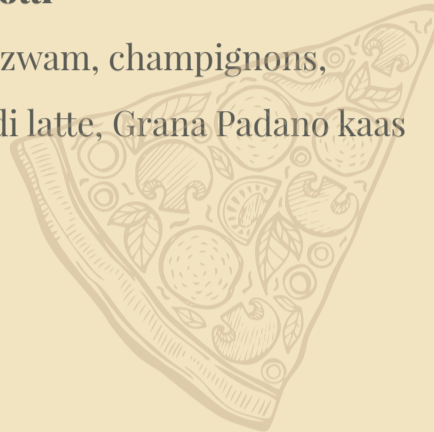 zwam, champignons,
di latte, Grana Padano kaas